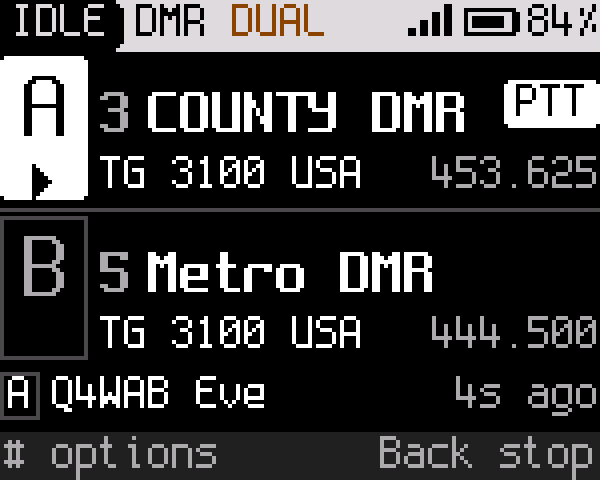 IDLE DMR DUAL 84%
A 3 COUNTY DMR PTT
TG 3100 USA 453.625
B 5 Metro DMR
TG 3100 USA 444.500
A Q4WAB Eve 4s ago
# options Back stop